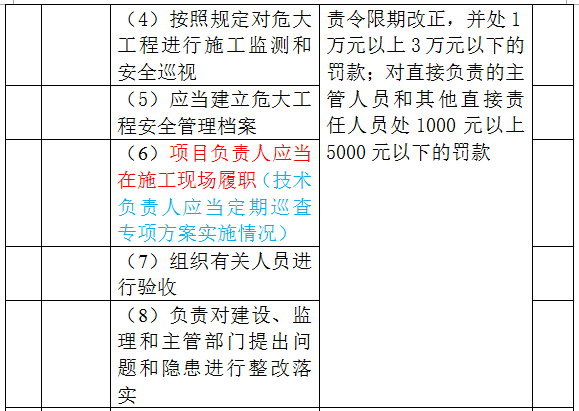 （4）按照规定对危大
工程进行施工监测和
安全巡视
（5）应当建立危大工
程安全管理档案
（6）项目负责人应当
在施工现场履职（技术
负责人应当定期巡查
专项方案实施情况）
（7）组织有关人员进
行验收
（8）负责对建设、监
理和主管部门提出问
题和隐患进行整改落
实
责令限期改正，并处 1
万元以上 3 万元以下的
罚款；对直接负责的主
管人员和其他直接责
任人员处 1000 元以上
5000 元以下的罚款